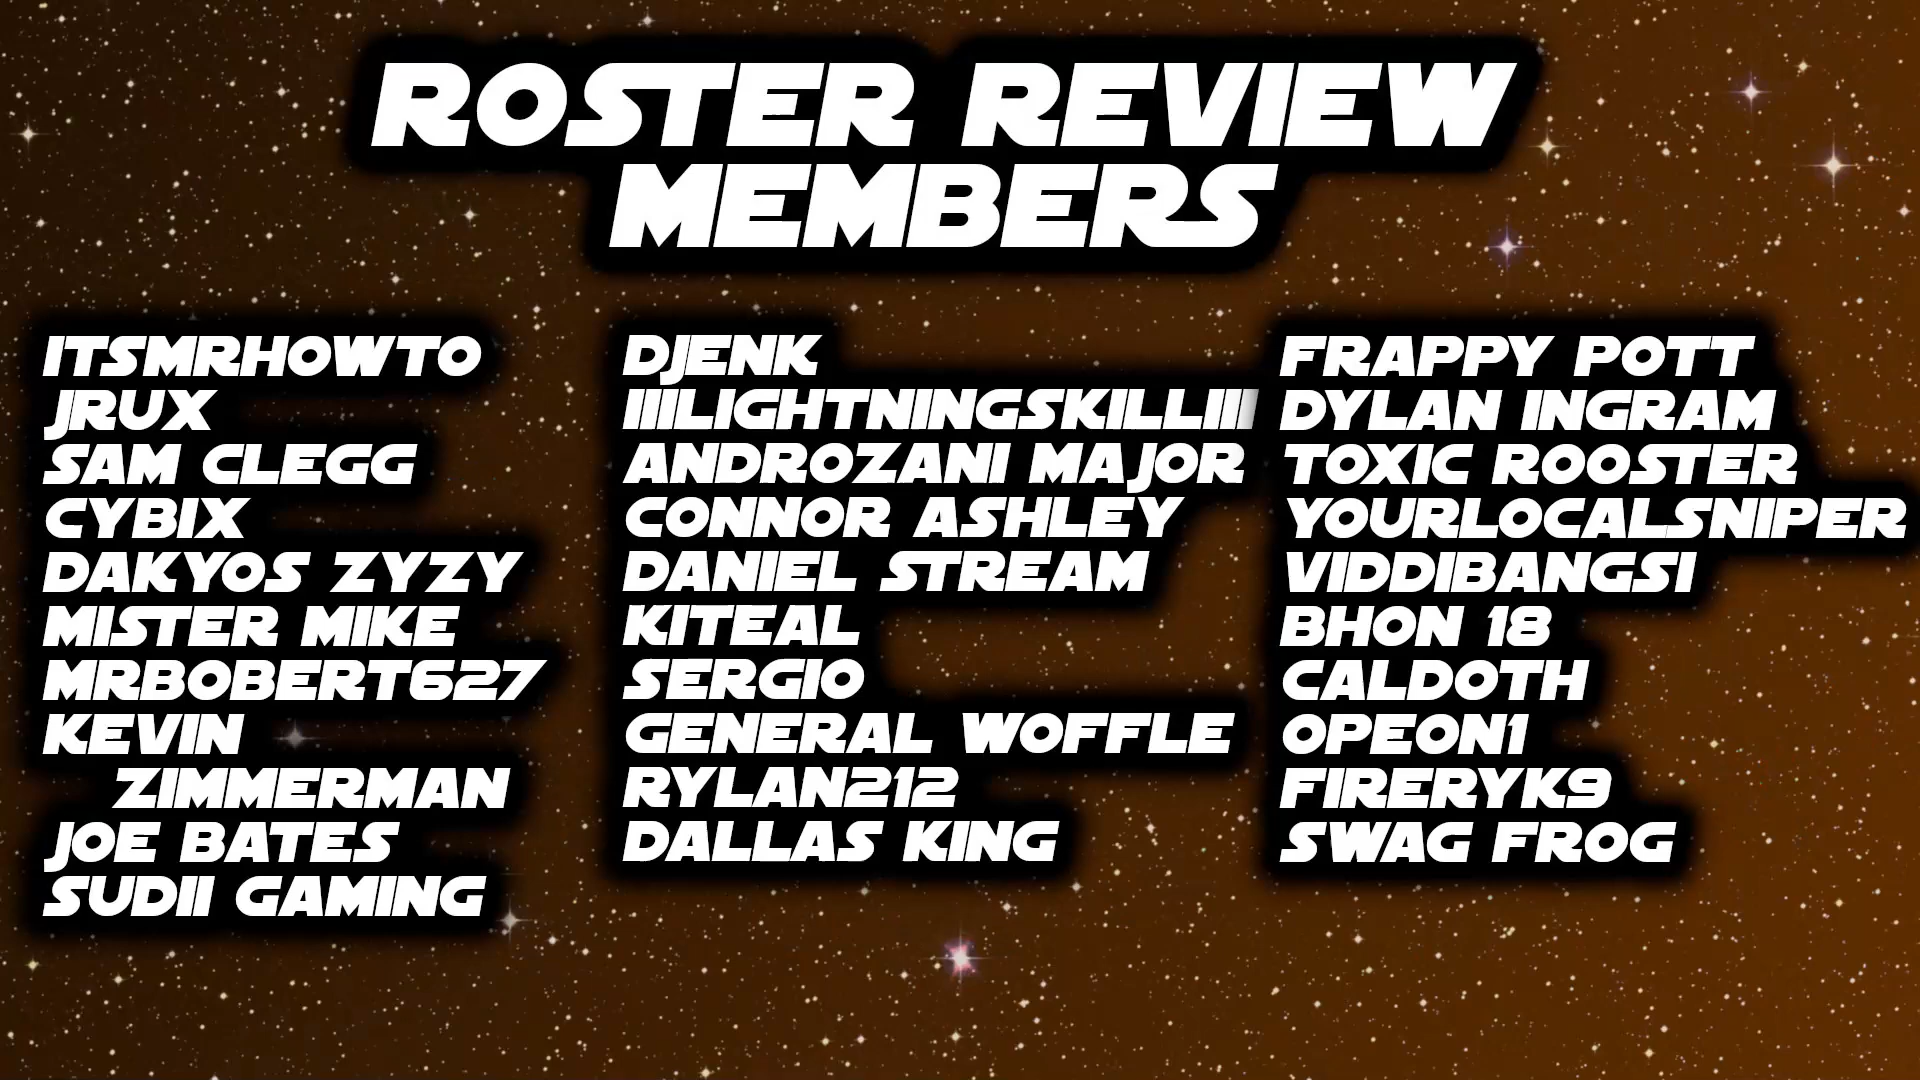 ROSTER REVIEW
MEMBERS
ITSMRHOWTO
JRUX
SAM CLEGG
CYBIX
DAKYOS ZYZY
MISTER MIKE
MRBOBERT627
KEVIN
ZIMMERMAN
JOE BATES
SUDII GAMING
DJENK
IIILIGHTNINGSKILLIII
ANDROZANI MAJOR
CONNOR ASHLEY
DANIEL STREAM
KITEAL
SERGIO
GENERAL WOFFLE
RYLAN212
DALLAS KING
FRAPPY POTT
DYLAN INGRAM
TOXIC ROOSTER
YOURLOCALSNIPER
VIDDIBANGSI
BHON 18
CALDOTH
OPEON1
FIRERYK9
SWAG FROG